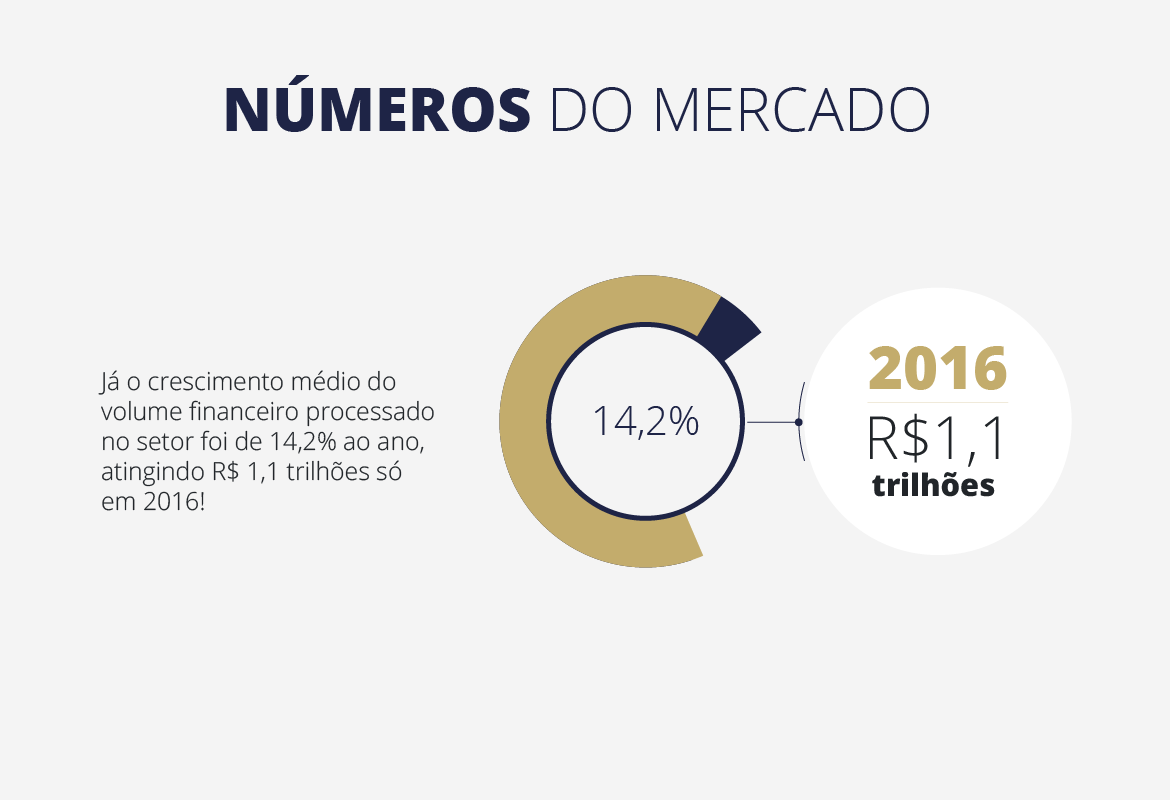 NÚMEROS DO MERCADO
Já o crescimento médio do
volume financeiro processado
no setor foi de 14,2% ao ano,
atingindo R$ 1,1 trilhões só
em 2016!
14,2%
2016
R$1,1
trilhões